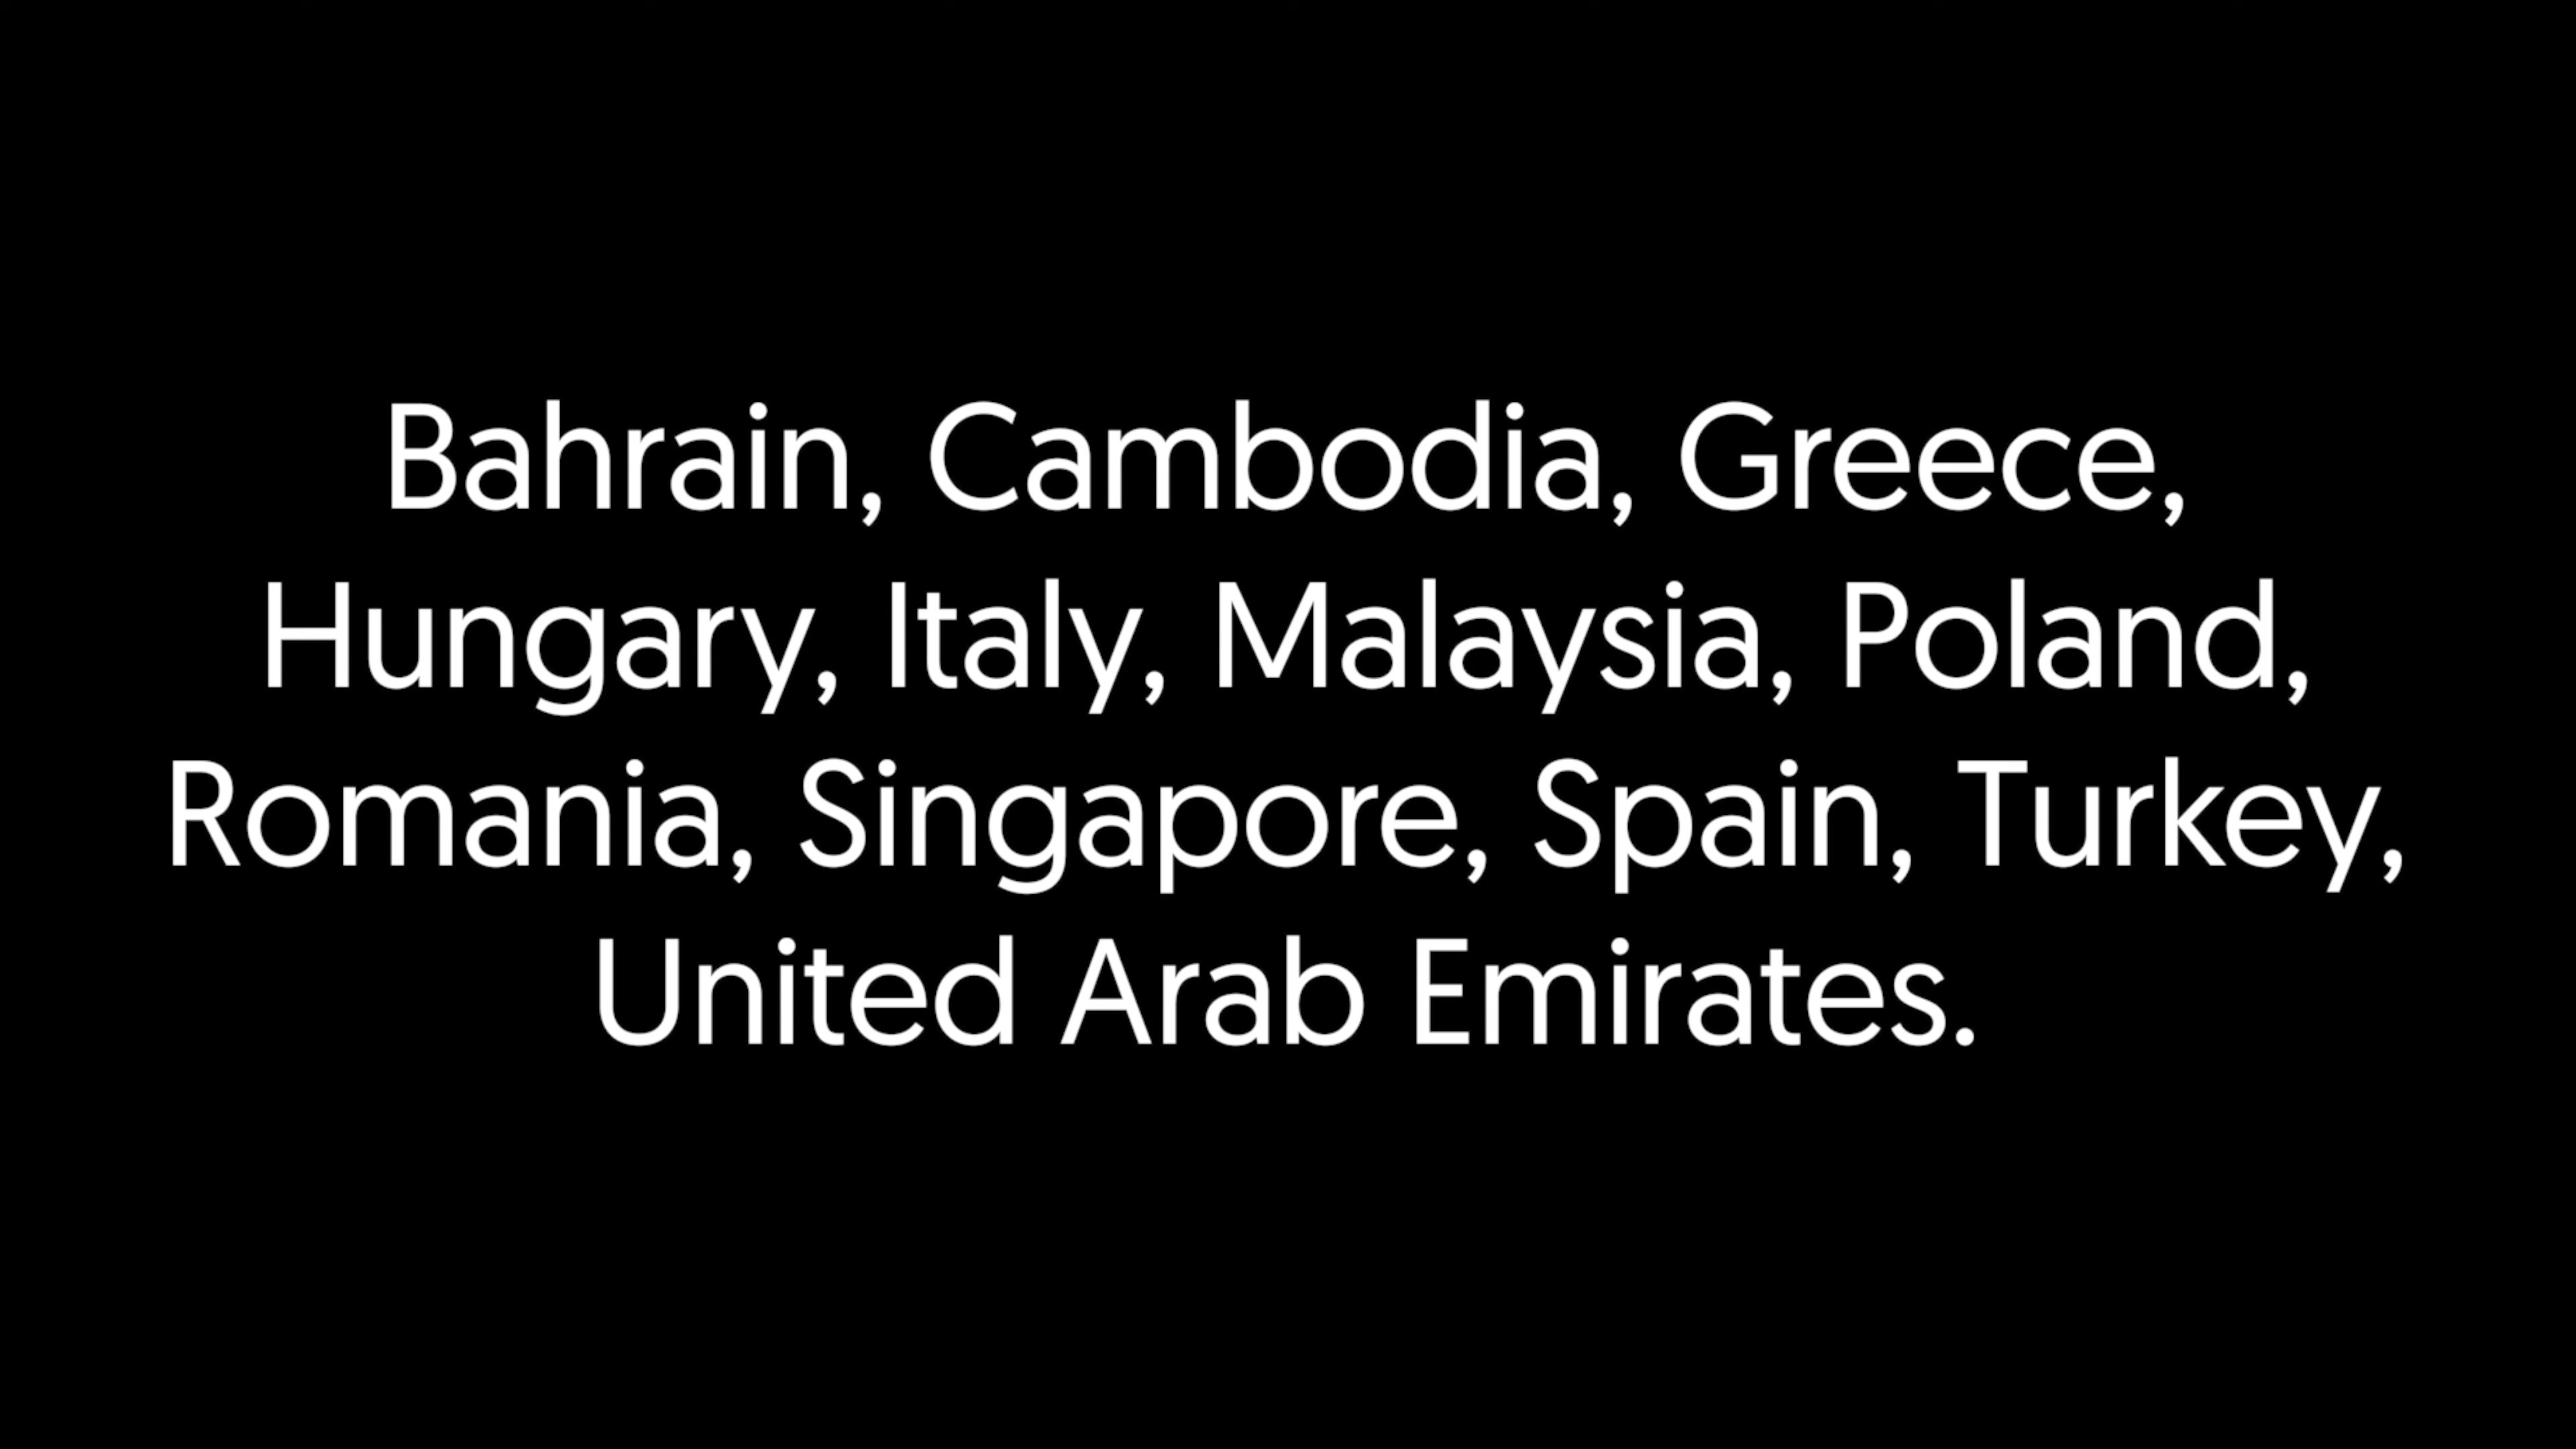 Bahrain, Cambodia, Greece,
Hungary, Italy, Malaysia, Poland,
Romania, Singapore, Spain, Turkey,
United Arab Emirates.